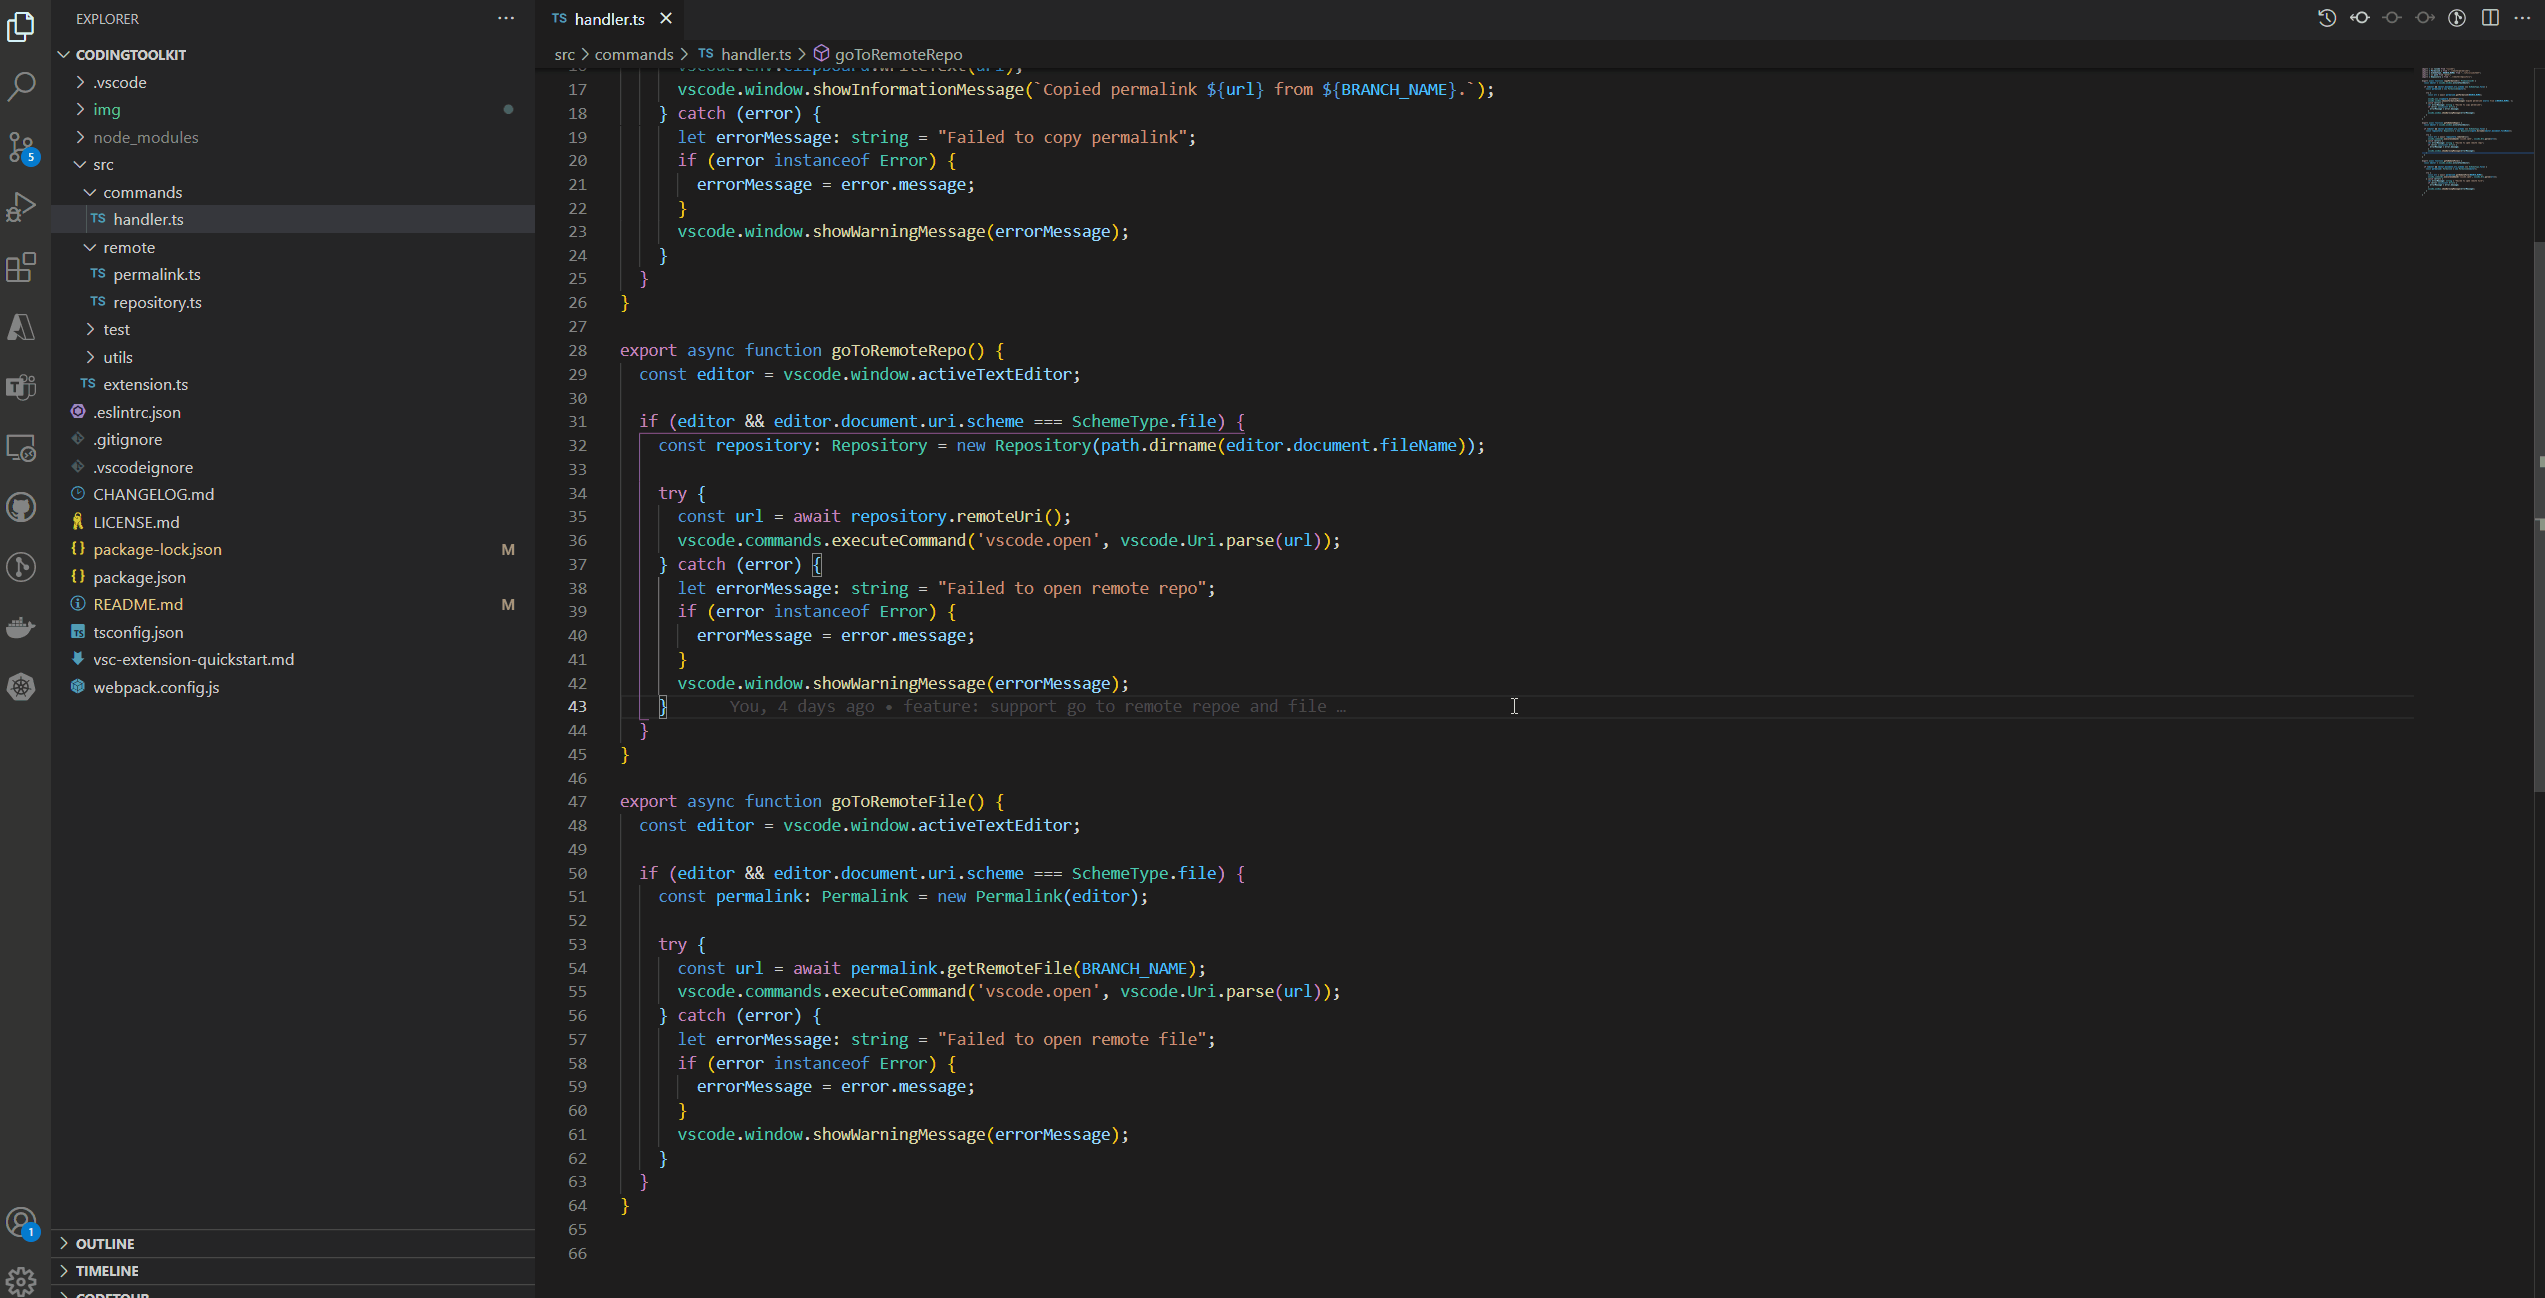 EXPLORER
CODINGTOOLKIT
.vscode
img
node_modules
src
commands
TS handler.ts
remote
TS permalink.ts
TS repository.ts
test
utils
TS extension.ts
.eslintrc.json
.gitignore
.vscodeignore
CHANGELOG.md
LICENSE.md
{} package-lock.json M
{} package.json
README.md M
TS tsconfig.json
vsc-extension-quickstart.md
webpack.config.js
OUTLINE
TIMELINE
CODETOUR
5
1
TS handler.ts
src > commands > TS handler.ts > goToRemoteRepo
16 vscode.env.clipboard.writeText(url);
17 vscode.window.showInformationMessage(`Copied permalink ${url} from ${BRANCH_NAME}.`);
18 } catch (error) {
19 let errorMessage: string = "Failed to copy permalink";
20 if (error instanceof Error) {
21 errorMessage = error.message;
22 }
23 vscode.window.showWarningMessage(errorMessage);
24 }
25 }
26 }
27
28 export async function goToRemoteRepo() {
29 const editor = vscode.window.activeTextEditor;
30
31 if (editor && editor.document.uri.scheme === SchemeType.file) {
32 const repository: Repository = new Repository(path.dirname(editor.document.fileName));
33
34 try {
35 const url = await repository.remoteUri();
36 vscode.commands.executeCommand('vscode.open', vscode.Uri.parse(url));
37 } catch (error) {
38 let errorMessage: string = "Failed to open remote repo";
39 if (error instanceof Error) {
40 errorMessage = error.message;
41 }
42 vscode.window.showWarningMessage(errorMessage);
43 } You, 4 days ago • feature: support go to remote repoe and file …
44 }
45 }
46
47 export async function goToRemoteFile() {
48 const editor = vscode.window.activeTextEditor;
49
50 if (editor && editor.document.uri.scheme === SchemeType.file) {
51 const permalink: Permalink = new Permalink(editor);
52
53 try {
54 const url = await permalink.getRemoteFile(BRANCH_NAME);
55 vscode.commands.executeCommand('vscode.open', vscode.Uri.parse(url));
56 } catch (error) {
57 let errorMessage: string = "Failed to open remote file";
58 if (error instanceof Error) {
59 errorMessage = error.message;
60 }
61 vscode.window.showWarningMessage(errorMessage);
62 }
63 }
64 }
65
66